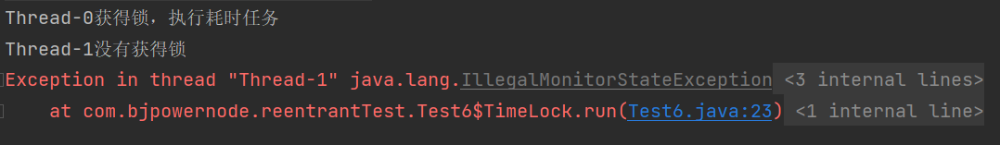 Thread-0获得锁，执行耗时任务
Thread-1没有获得锁
Exception in thread "Thread-1" java.lang.IllegalMonitorStateException <3 internal lines>
at com.bjpowernode.reentrantTest.Test6$TimeLock.run(Test6.java:23) <1 internal line>